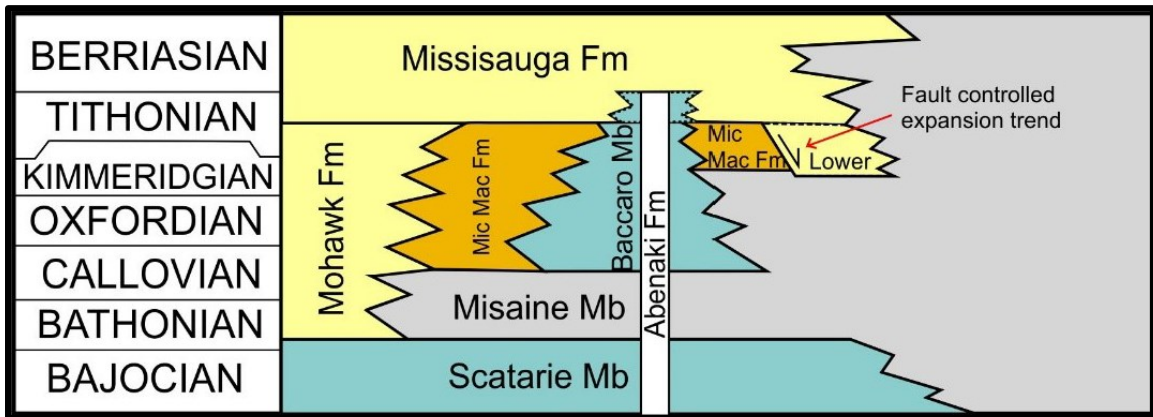 BERRIASIAN
TITHONIAN
KIMMERIDGIAN
OXFORDIAN
CALLOVIAN
BATHONIAN
BAJOCIAN
Missisauga Fm
Fault controlled
expansion trend
Mohawk Fm
Mic Mac Fm
Baccaro Mb
Abenaki Fm
Mic
Mac Fm
Lower
Misaine Mb
Scatarie Mb